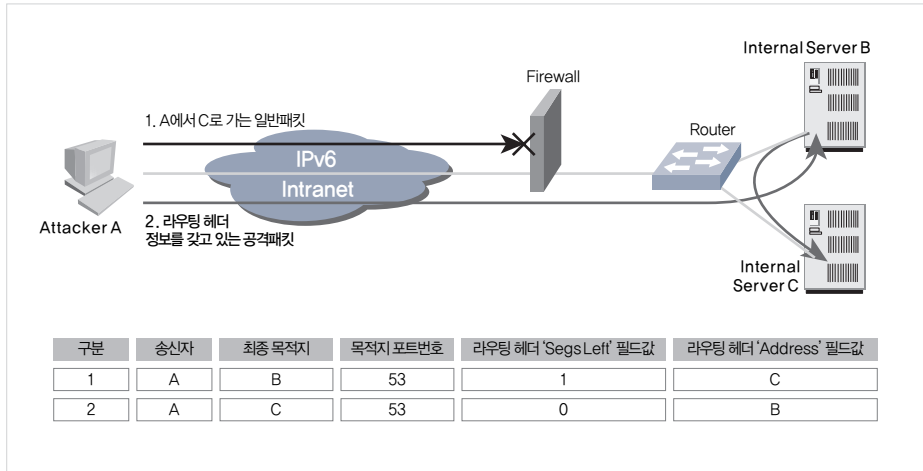 Internal Server B
Firewall
1. A에서 C로 가는 일반패킷
Router
IPv6
Intranet
Attacker A
2. 라우팅 헤더
정보를 갖고 있는 공격패킷
Internal
Server C
구분 송신자 최종 목적지 목적지 포트번호 라우팅 헤더 ‘Segs Left’ 필드값 라우팅 헤더 ‘Address’ 필드값
1 A B 53 1 C
2 A C 53 0 B